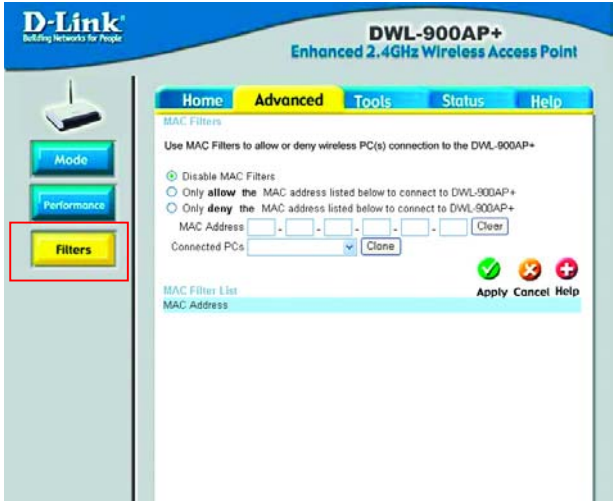 D-Link
Building Networks for People
DWL-900AP+
Enhanced 2.4GHz Wireless Access Point
Home Advanced Tools Status Help
Mode
Performance
Filters
MAC Filters
Use MAC Filters to allow or deny wireless PC(s) connection to the DWL-900AP+
Disable MAC Filters
Only allow the MAC address listed below to connect to DWL-900AP+
Only deny the MAC address listed below to connect to DWL-900AP+
MAC Address - - - - - Clear
Connected PCs Clone
Apply Cancel Help
MAC Filter List
MAC Address